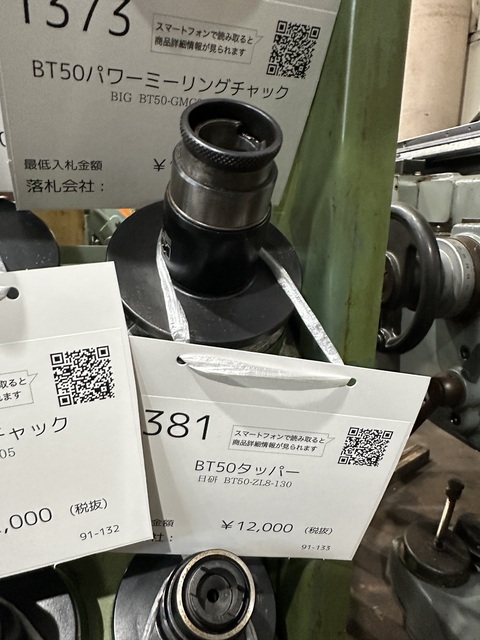 1373
スマートフォンで読み取ると
商品詳細情報が見られます
BT50パワーミーリングチャック
BIG BT50-GMC
最低入札金額 ¥
落札会社：
ると
ます
チャック
05
,000 (税抜)
91-132
381
スマートフォンで読み取ると
商品詳細情報が見られます
BT50タッパー
日研 BT50-ZL8-130
金額 ¥12,000 (税抜)
社：
91-133